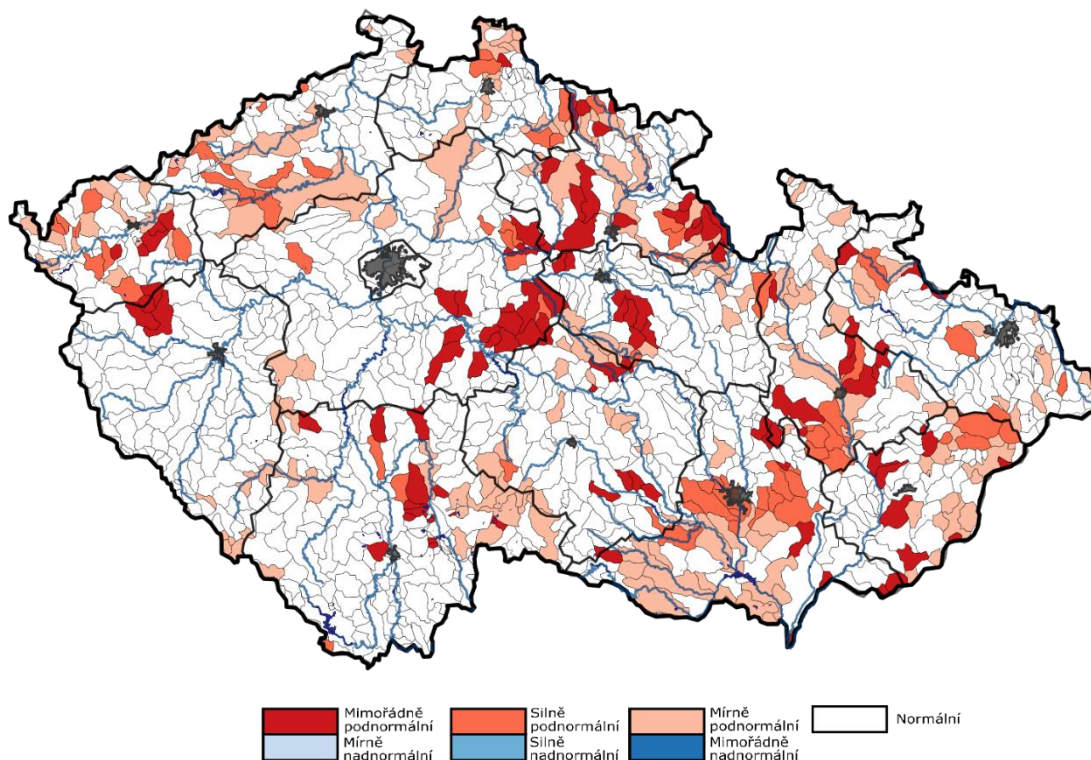 Mimořádně
podnormální
Silně
podnormální
Mírně
podnormální
Normální
Mírně
nadnormální
Silně
nadnormální
Mimořádně
nadnormální